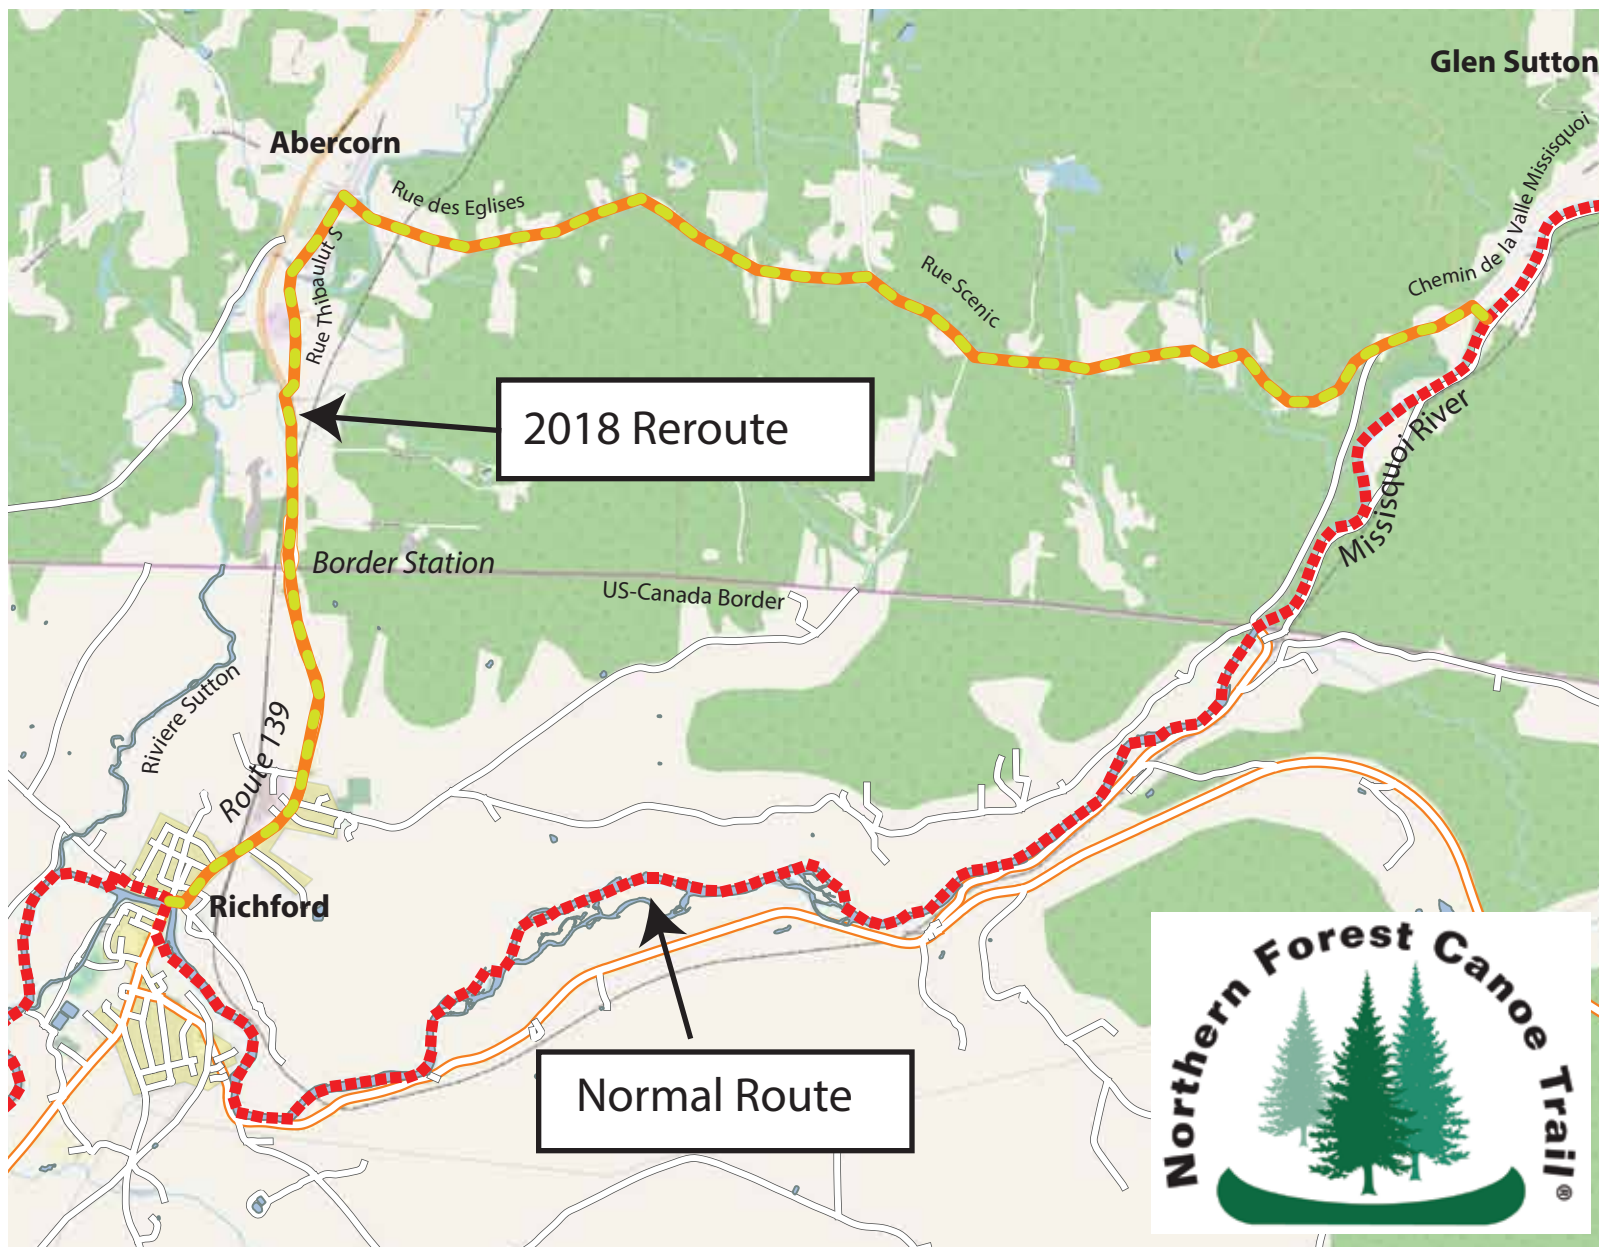 Glen Sutton
Abercorn
Rue des Eglises
Chemin de la Valle Missisquoi
Rue Thibaulut S
Rue Scenic
2018 Reroute
Missisquoi River
Border Station
US-Canada Border
Riviere Sutton
Route 139
Richford
Normal Route
Northern Forest Canoe Trail®